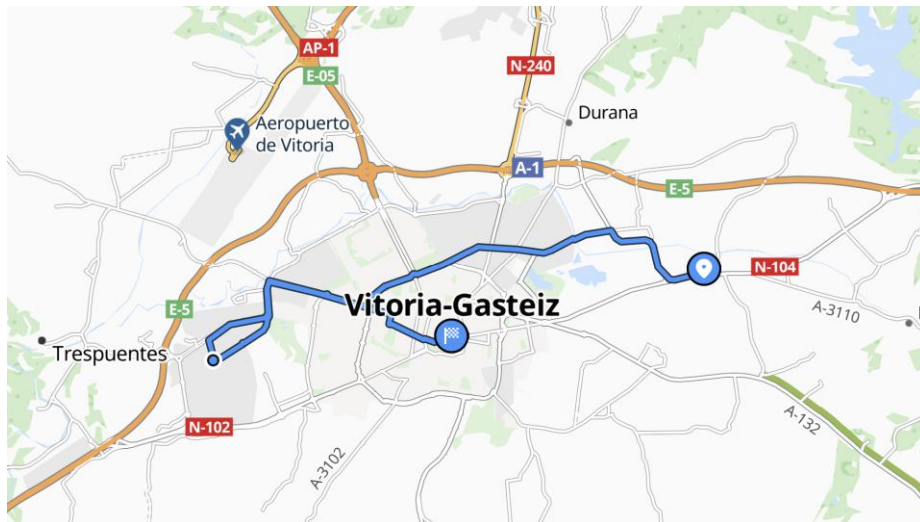 AP-1
E-05
N-240
Aeropuerto
de Vitoria
Durana
A-1
E-5
N-104
E-5
Vitoria-Gasteiz
A-3110
Trespuentes
N-102
A-3102
A-132